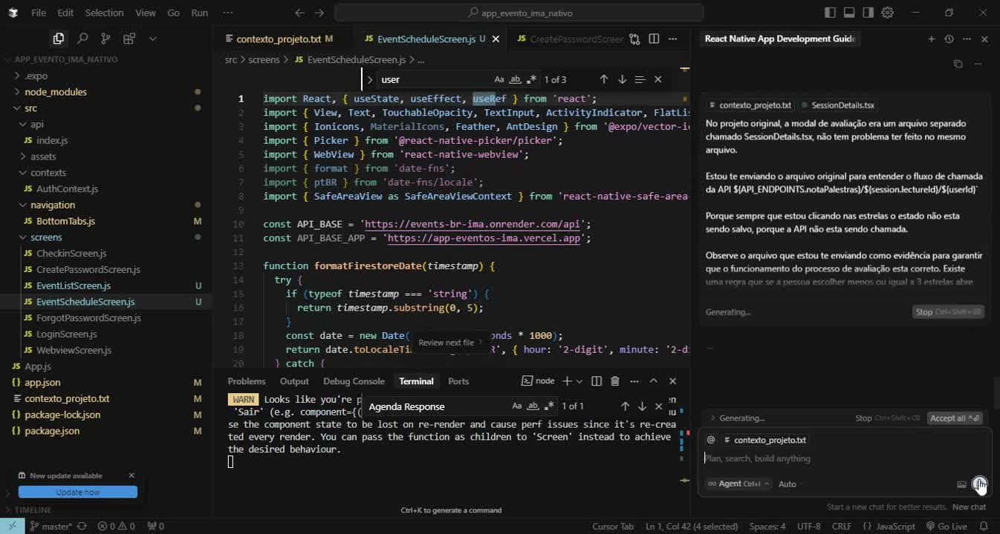 File Edit Selection View Go Run ···
app_evento_ima_nativo
APP_EVENTO_IMA_NATIVO
.expo
node_modules
src
api
JS index.js
assets
contexts
JS AuthContext.js
navigation
JS BottomTabs.js M
screens
JS CheckinScreen.js
JS CreatePasswordScreen.js
JS EventListScreen.js U
JS EventScheduleScreen.js U
JS ForgotPasswordScreen.js
JS LoginScreen.js
JS WebviewScreen.js
JS App.js
{} app.json M
contexto_projeto.txt M
{} package-lock.json M
{} package.json M
New update available
Update now
TIMELINE
contexto_projeto.txt M
JS EventScheduleScreen.js U
JS CreatePasswordScreen
src > screens > JS EventScheduleScreen.js > ...
user Aa ab 1 of 3
1 import React, { useState, useEffect, useRef } from 'react';
2 import { View, Text, TouchableOpacity, TextInput, ActivityIndicator, FlatLis
3 import { Ionicons, MaterialIcons, Feather, AntDesign } from '@expo/vector-ic
4 import { Picker } from '@react-native-picker/picker';
5 import { WebView } from 'react-native-webview';
6 import { format } from 'date-fns';
7 import { ptBR } from 'date-fns/locale';
8 import { SafeAreaView as SafeAreaViewContext } from 'react-native-safe-area-
9
10 const API_BASE = 'https://events-br-ima.onrender.com/api';
11 const API_BASE_APP = 'https://app-eventos-ima.vercel.app';
12
13 function formatFirestoreDate(timestamp) {
14 try {
15 if (typeof timestamp === 'string') {
16 return timestamp.substring(0, 5);
17 }
18 const date = new Date( onds * 1000);
19 return date.toLocaleTi R', { hour: '2-digit', minute: '2-di
20 } catch {
Review next file
Problems Output Debug Console Terminal Ports
node
WARN Looks like you're p en
Agenda Response Aa ab 1 of 1
'Sair' (e.g. component={( u
se the component state to be lost on re-render and cause perf issues since it's re-crea
ted every render. You can pass the function as children to 'Screen' instead to achieve
the desired behaviour.
Ctrl+K to generate a command
React Native App Development Guide
contexto_projeto.txt SessionDetails.tsx
No projeto original, a modal de avaliação era um arquivo separado
chamado SessionDetails.tsx, não tem problema ter feito no mesmo
arquivo.
Estou te enviando o arquivo original para entender o fluxo de chamada
da API ${API_ENDPOINTS.notaPalestras}/${session.lectureId}/${userId}`
Porque sempre que estou clicando nas estrelas o estado não esta
sendo salvo, porque a API não esta sendo chamada.
Observe o arquivo que estou te enviando como evidência para garantir
que o funcionamento do processo de avaliação esta correto. Existe
uma regra que se a pessoa escolher menos ou igual a 3 estrelas abre
Generating... Stop Ctrl+Shift+⌫
Generating... Stop Ctrl+Shift+⌫ Accept all ^⏎
@ contexto_projeto.txt
Plan, search, build anything
∞ Agent Ctrl+I Auto
Start a new chat for better results. New chat
master* 0 0 0
Cursor Tab Ln 1, Col 42 (4 selected) Spaces: 4 UTF-8 CRLF {} JavaScript Go Live